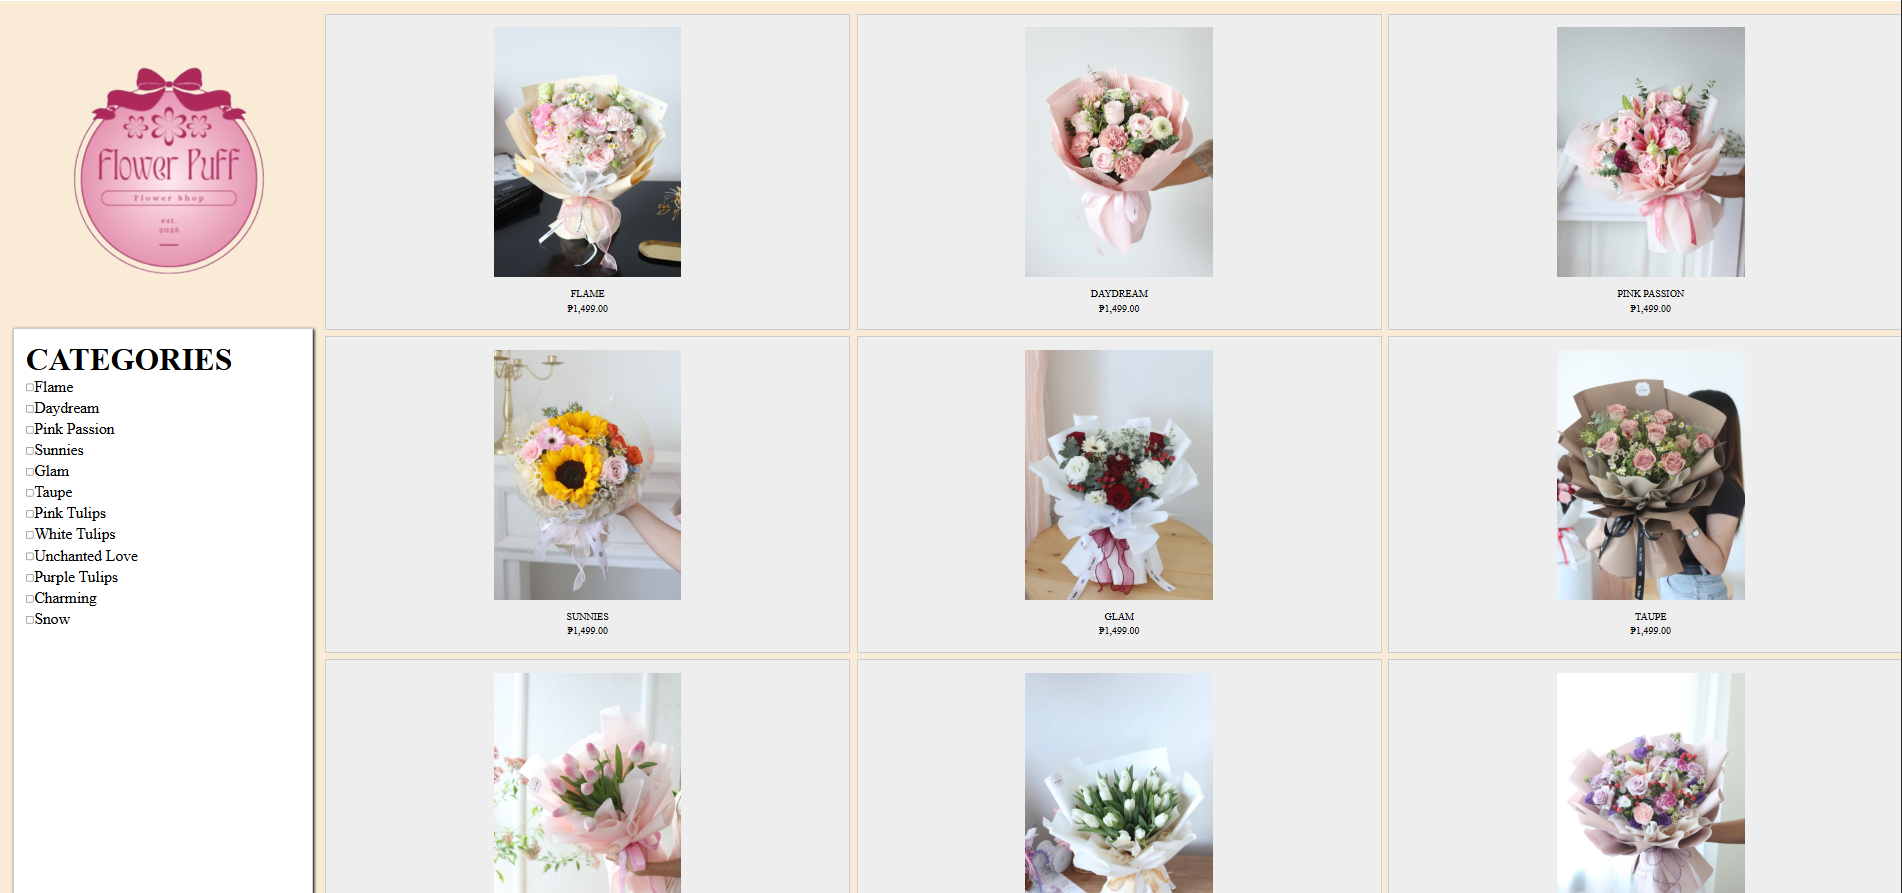 Flower Puff
Flower Shop
est.
2025
CATEGORIES
Flame
Daydream
Pink Passion
Sunnies
Glam
Taupe
Pink Tulips
White Tulips
Unchanted Love
Purple Tulips
Charming
Snow
FLAME
₱1,499.00
DAYDREAM
₱1,499.00
PINK PASSION
₱1,499.00
SUNNIES
₱1,499.00
GLAM
₱1,499.00
TAUPE
₱1,499.00